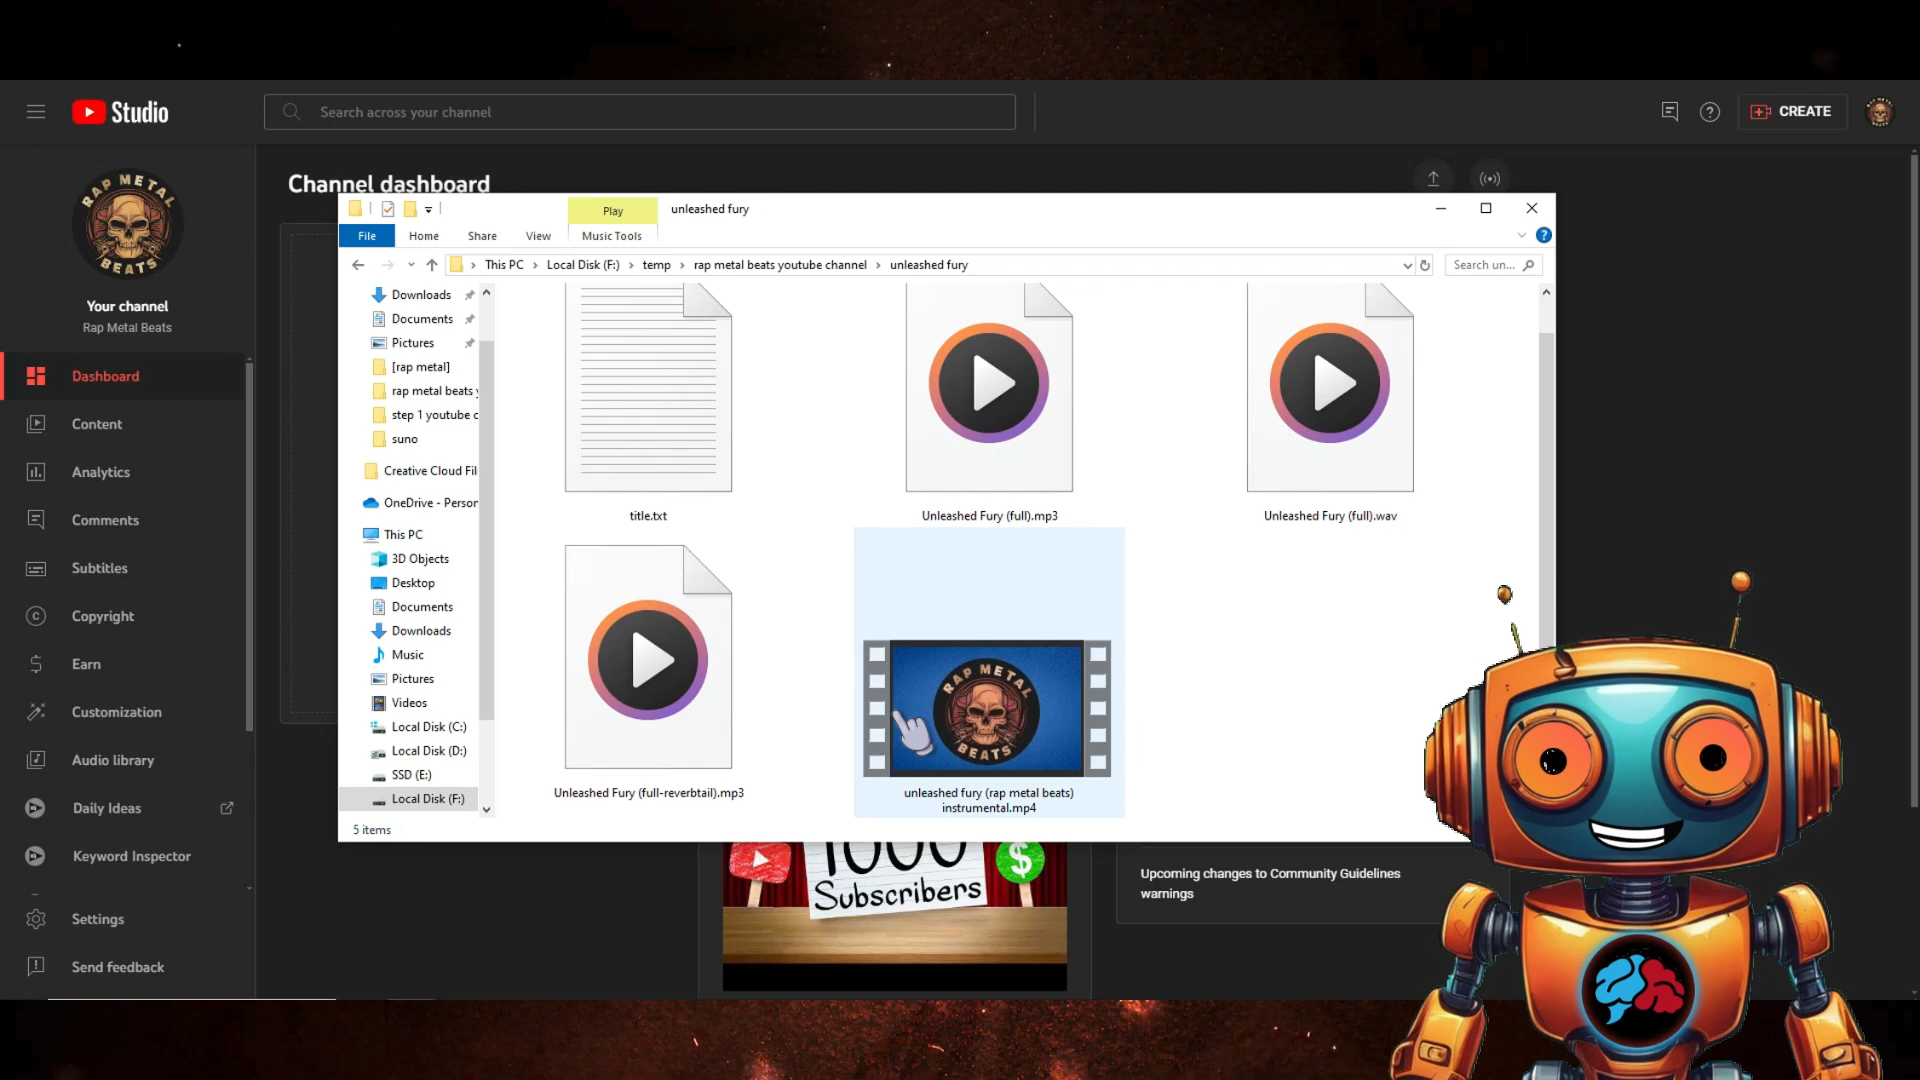 Studio
Search across your channel
CREATE
RAP METAL
BEATS
Your channel
Rap Metal Beats
Dashboard
Content
Analytics
Comments
Subtitles
Copyright
Earn
Customization
Audio library
Daily Ideas
Keyword Inspector
Settings
Send feedback
Channel dashboard
Play
unleashed fury
File
Home
Share
View
Music Tools
This PC
Local Disk (F:)
temp
rap metal beats youtube channel
unleashed fury
Search un...
Downloads
Documents
Pictures
[rap metal]
rap metal beats y
step 1 youtube c
suno
Creative Cloud Fil
OneDrive - Person
This PC
3D Objects
Desktop
Documents
Downloads
Music
Pictures
Videos
Local Disk (C:)
Local Disk (D:)
SSD (E:)
Local Disk (F:)
title.txt
Unleashed Fury (full).mp3
Unleashed Fury (full).wav
Unleashed Fury (full-reverbtail).mp3
RAP METAL
BEATS
unleashed fury (rap metal beats)
instrumental.mp4
5 items
1000
Subscribers
$
Upcoming changes to Community Guidelines
warnings